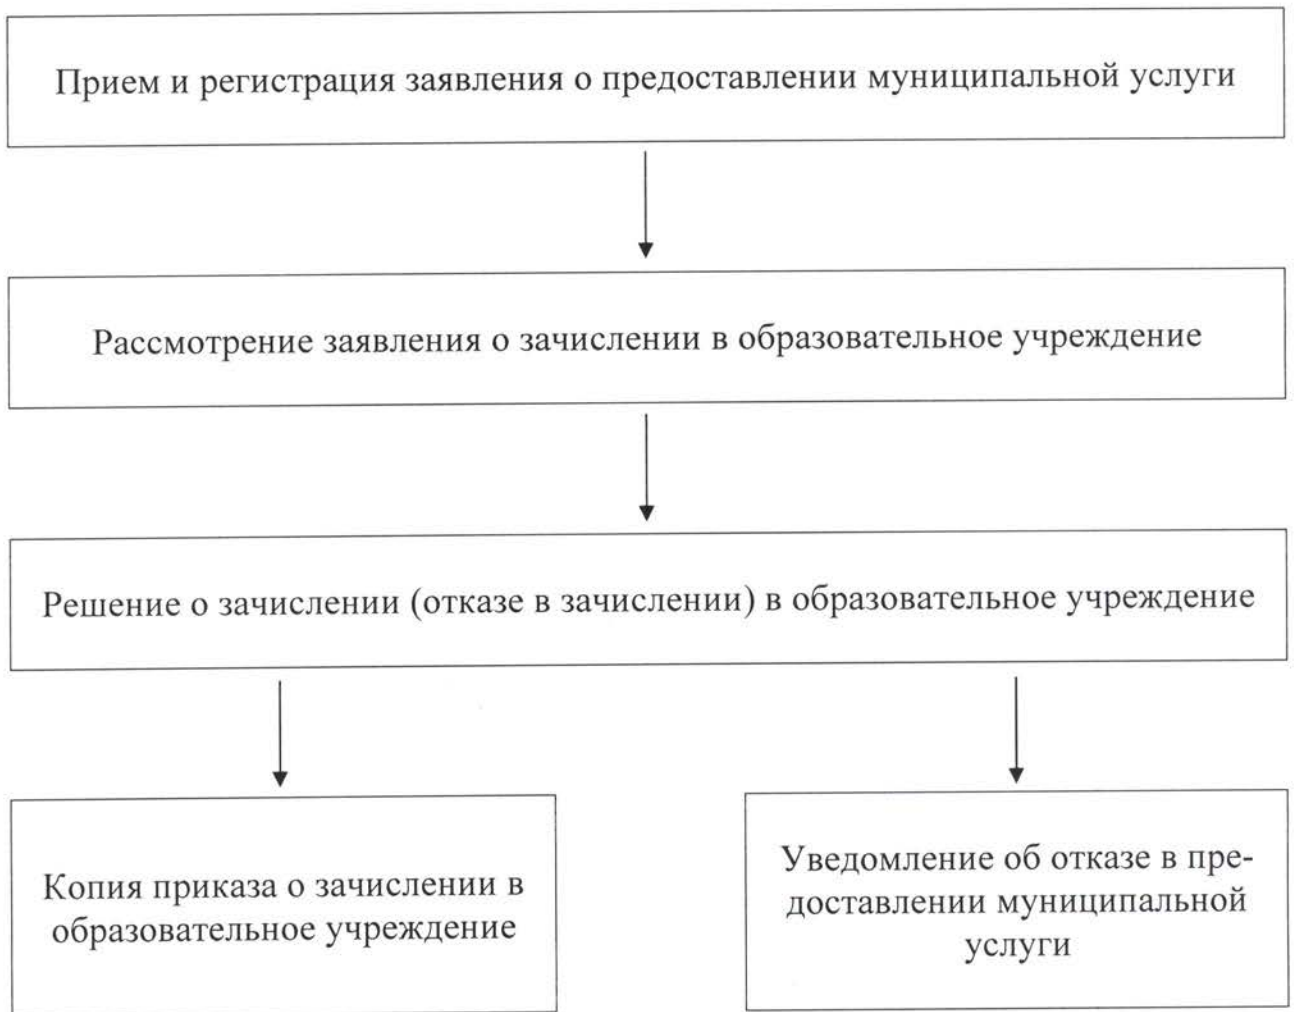 Прием и регистрация заявления о предоставлении муниципальной услуги
Рассмотрение заявления о зачислении в образовательное учреждение
Решение о зачислении (отказе в зачислении) в образовательное учреждение
Копия приказа о зачислении в
образовательное учреждение
Уведомление об отказе в пре-
доставлении муниципальной
услуги